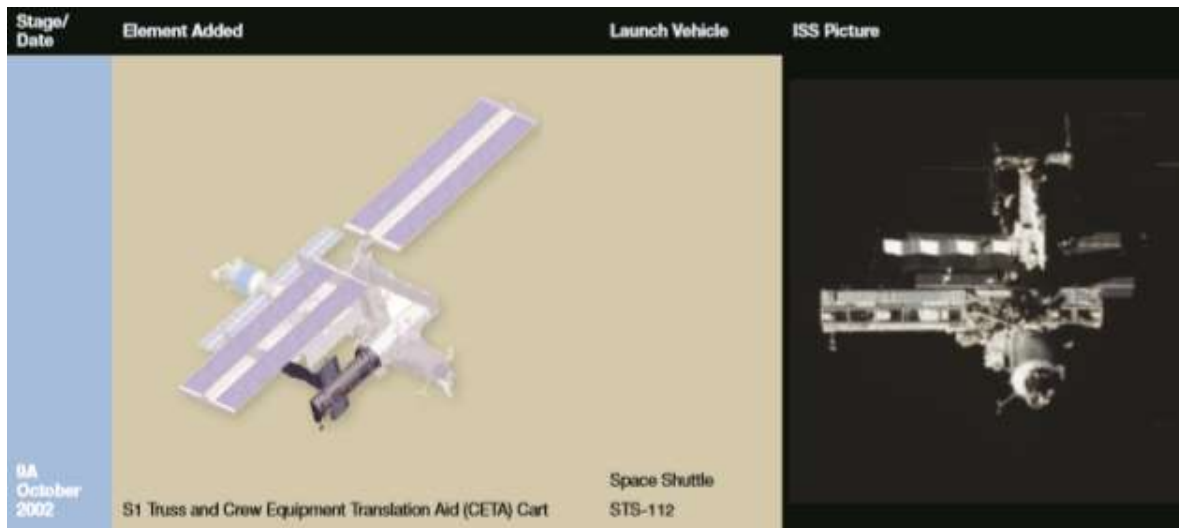 Stage/
Date
Element Added
Launch Vehicle
ISS Picture
9A
October
2002
S1 Truss and Crew Equipment Translation Aid (CETA) Cart
Space Shuttle
STS-112